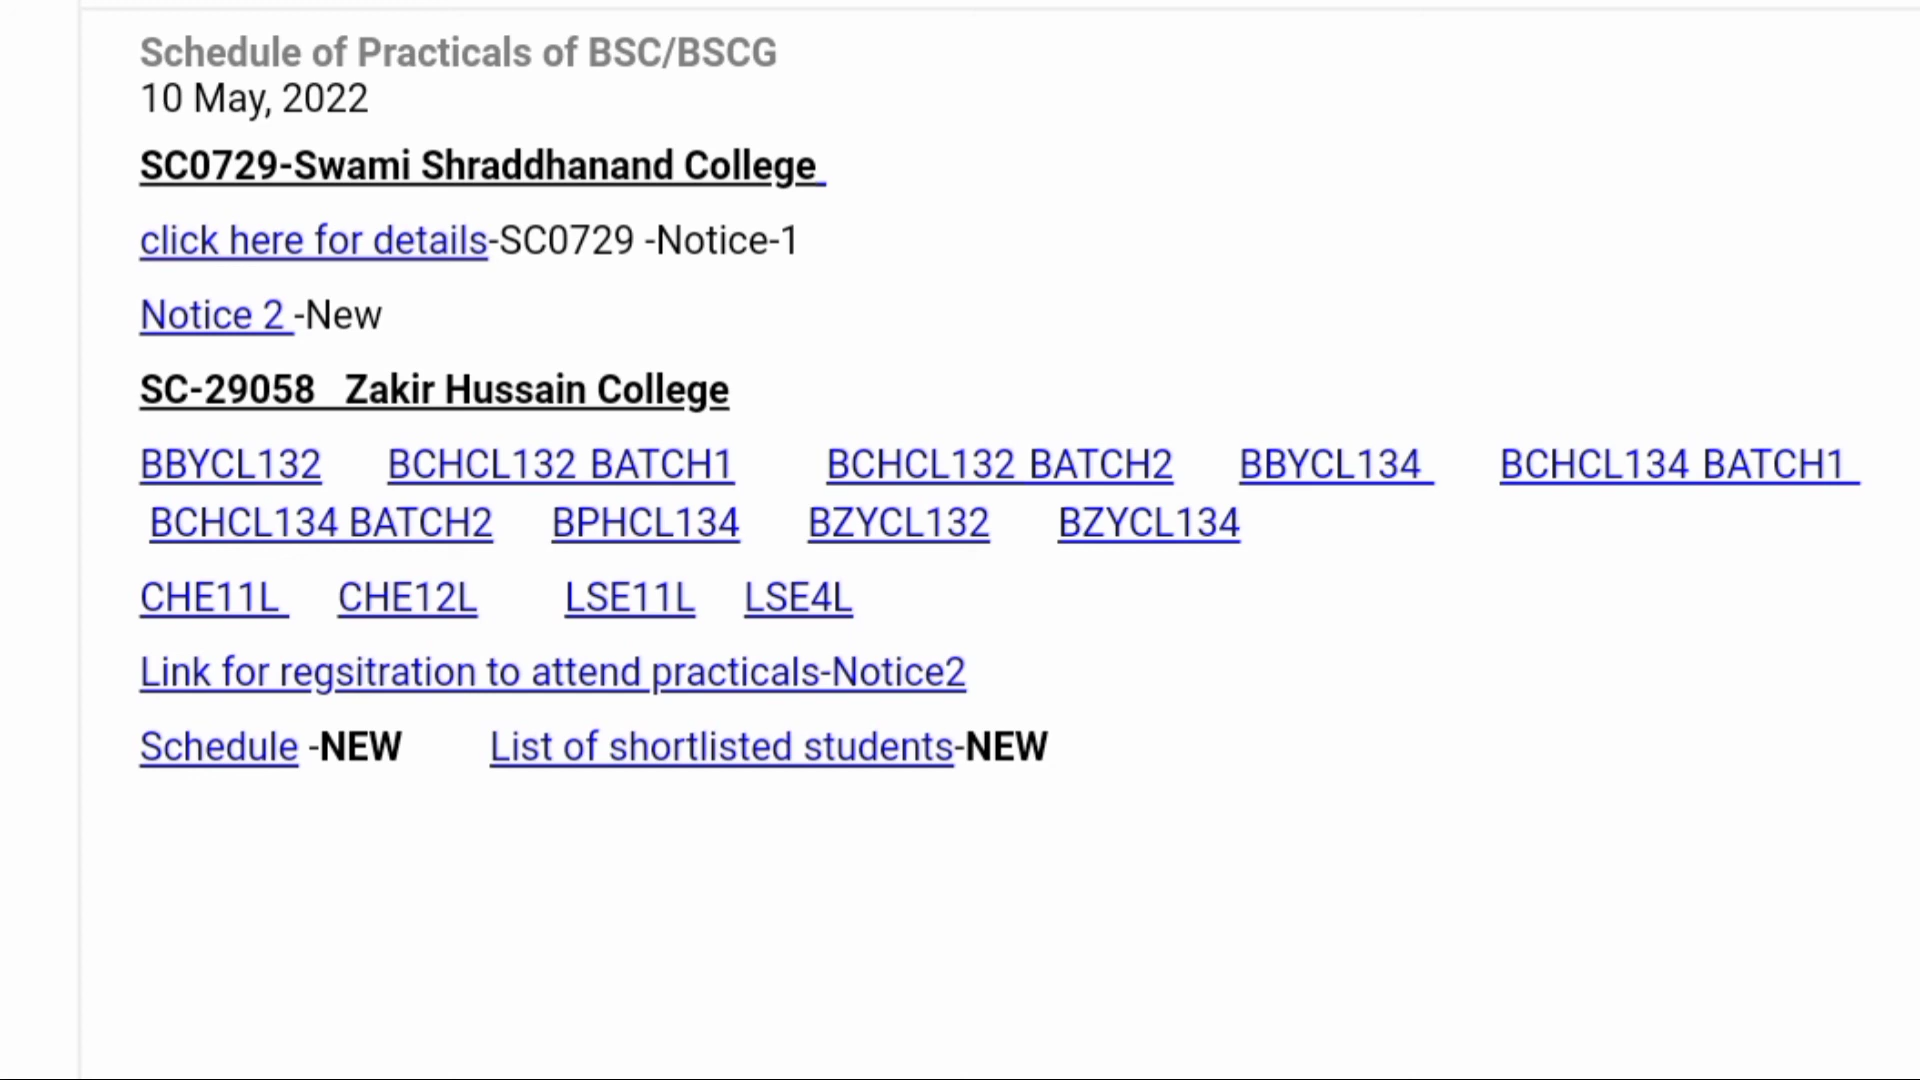 Schedule of Practicals of BSC/BSCG
10 May, 2022
SC0729-Swami Shraddhanand College
click here for details-SC0729 -Notice-1
Notice 2 -New
SC-29058 Zakir Hussain College
BBYCL132 BCHCL132 BATCH1 BCHCL132 BATCH2 BBYCL134 BCHCL134 BATCH1
BCHCL134 BATCH2 BPHCL134 BZYCL132 BZYCL134
CHE11L CHE12L LSE11L LSE4L
Link for regsitration to attend practicals-Notice2
Schedule -NEW List of shortlisted students-NEW